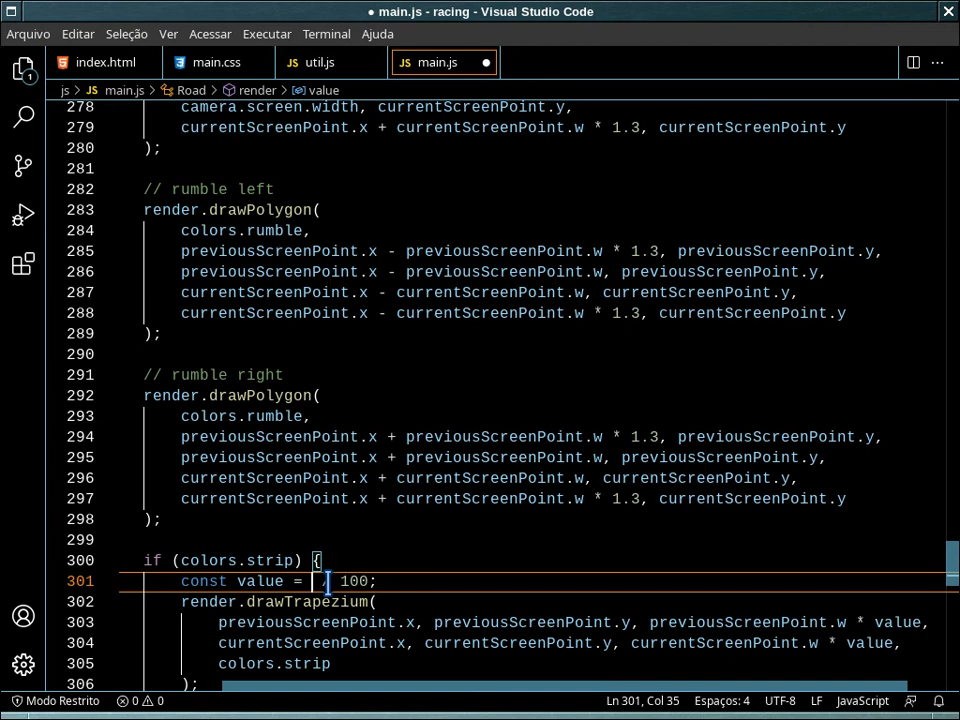 ● main.js - racing - Visual Studio Code
Arquivo Editar Seleção Ver Acessar Executar Terminal Ajuda
index.html main.css JS util.js JS main.js ●
js > JS main.js > Road > render > value
278 camera.screen.width, currentScreenPoint.y,
279 currentScreenPoint.x + currentScreenPoint.w * 1.3, currentScreenPoint.y
280 );
281
282 // rumble left
283 render.drawPolygon(
284 colors.rumble,
285 previousScreenPoint.x - previousScreenPoint.w * 1.3, previousScreenPoint.y,
286 previousScreenPoint.x - previousScreenPoint.w, previousScreenPoint.y,
287 currentScreenPoint.x - currentScreenPoint.w, currentScreenPoint.y,
288 currentScreenPoint.x - currentScreenPoint.w * 1.3, currentScreenPoint.y
289 );
290
291 // rumble right
292 render.drawPolygon(
293 colors.rumble,
294 previousScreenPoint.x + previousScreenPoint.w * 1.3, previousScreenPoint.y,
295 previousScreenPoint.x + previousScreenPoint.w, previousScreenPoint.y,
296 currentScreenPoint.x + currentScreenPoint.w, currentScreenPoint.y,
297 currentScreenPoint.x + currentScreenPoint.w * 1.3, currentScreenPoint.y
298 );
299
300 if (colors.strip) {
301 const value = / 100;
302 render.drawTrapezium(
303 previousScreenPoint.x, previousScreenPoint.y, previousScreenPoint.w * value,
304 currentScreenPoint.x, currentScreenPoint.y, currentScreenPoint.w * value,
305 colors.strip
306 );
Modo Restrito 0 0 Ln 301, Col 35 Espaços: 4 UTF-8 LF JavaScript
1